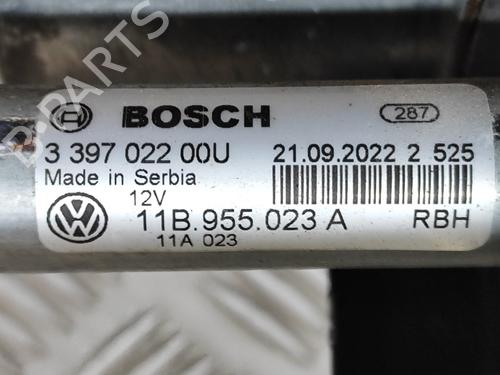 BOSCH 287
3 397 022 00U 21.09.2022 2 525
Made in Serbia
12V
11B.955.023 A RBH
11A 023
B-PARTS